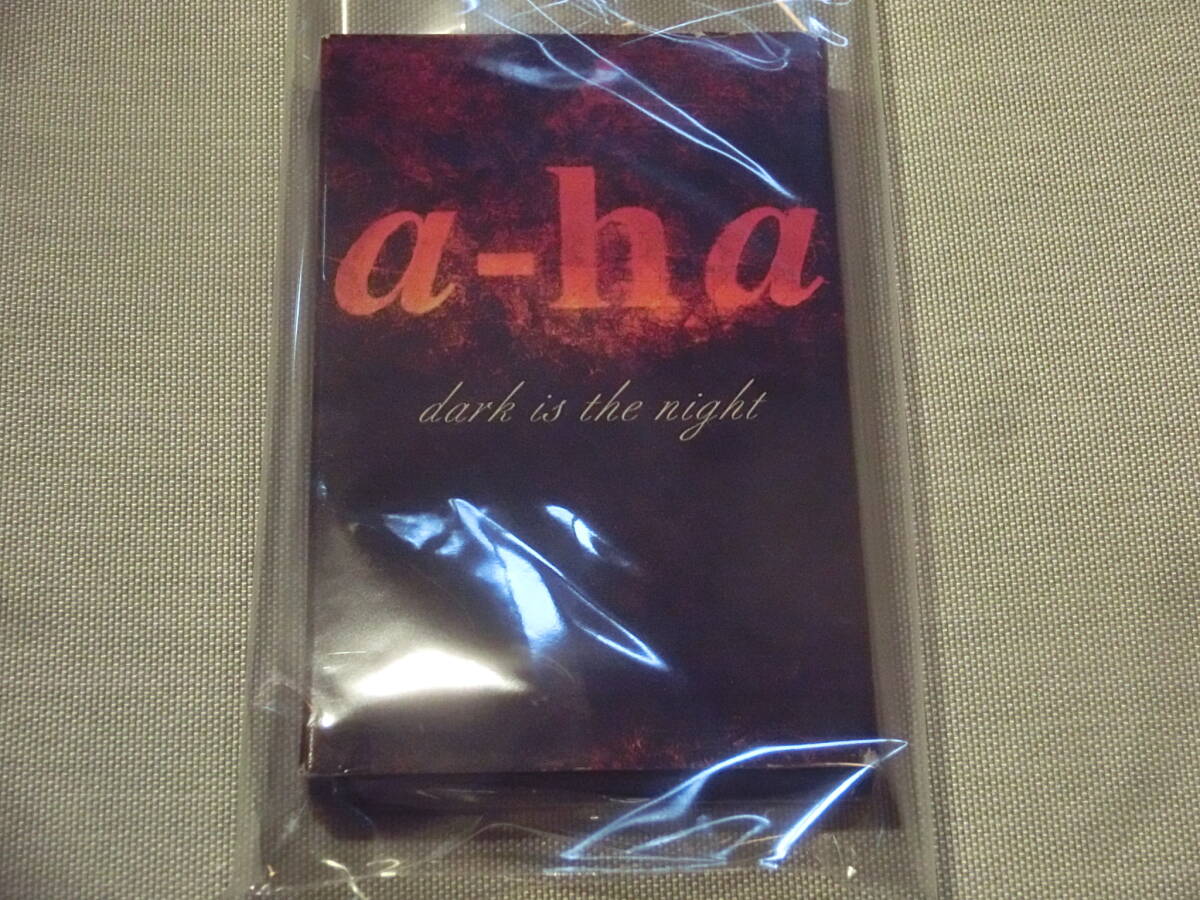 a-ha
dark is the night